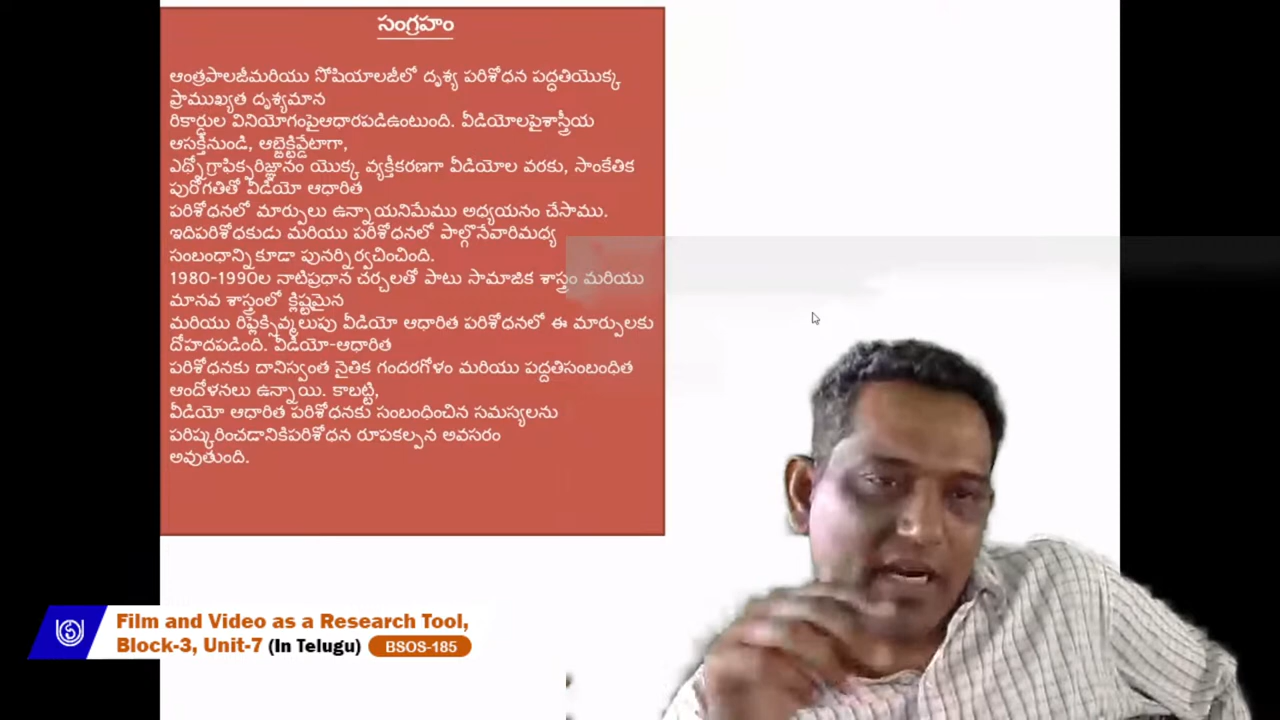 సంగ్రహం
ఆంత్రపాలజీమరియు సోషియాలజీలో దృశ్య పరిశోధన పద్ధతియొక్క
ప్రాముఖ్యత దృశ్యమాన
రికార్డుల వినియోగంపైఆధారపడిఉంటుంది. వీడియోలపైశాస్త్రీయ
ఆసక్తినుండి, ఆబ్జెక్టివ్డేటాగా,
ఎథ్నోగ్రాఫిక్పరిజ్ఞానం యొక్క వ్యక్తీకరణగా వీడియోల వరకు, సాంకేతిక
పురోగతితో వీడియో ఆధారిత
పరిశోధనలో మార్పులు ఉన్నాయనిమేము అధ్యయనం చేసాము.
ఇదిపరిశోధకుడు మరియు పరిశోధనలో పాల్గొనేవారిమధ్య
సంబంధాన్నికూడా పునర్నిర్వచించింది.
1980-1990ల నాటిప్రధాన చర్చలతో పాటు సామాజిక శాస్త్రం మరియు
మానవ శాస్త్రంలో క్లిష్టమైన
మరియు రిఫ్లెక్సివ్మలుపు వీడియో ఆధారిత పరిశోధనలో ఈ మార్పులకు
దోహదపడింది. వీడియో-ఆధారిత
పరిశోధనకు దానిస్వంత నైతిక గందరగోళం మరియు పద్దతిసంబంధిత
ఆందోళనలు ఉన్నాయి. కాబట్టి,
వీడియో ఆధారిత పరిశోధనకు సంబంధించిన సమస్యలను
పరిష్కరించడానికిపరిశోధన రూపకల్పన అవసరం
అవుతుంది.
Film and Video as a Research Tool,
Block-3, Unit-7 (In Telugu) BSOS-185